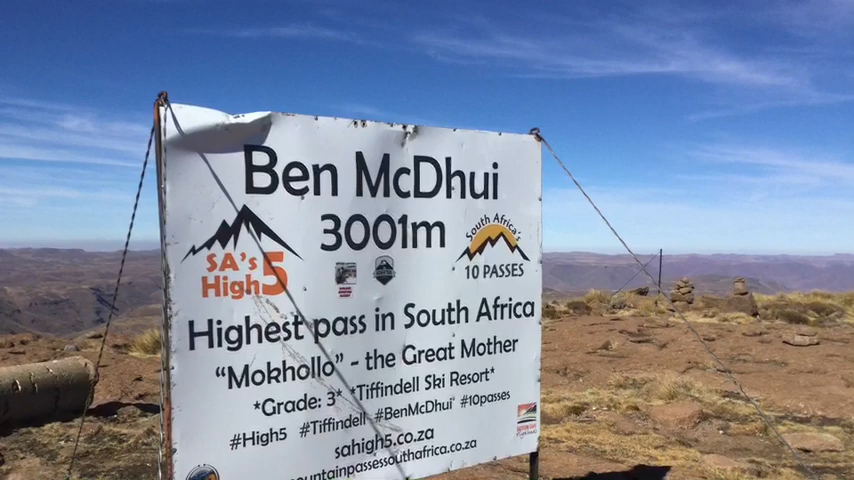 Ben McDhui
3001m
SA's
High5
South Africa's
10 PASSES
Highest pass in South Africa
"Mokhollo" - the Great Mother
*Grade: 3* *Tiffindell Ski Resort*
#High5 #Tiffindell #BenMcDhui #10passes
sahigh5.co.za
ountainpassessouthafrica.co.za